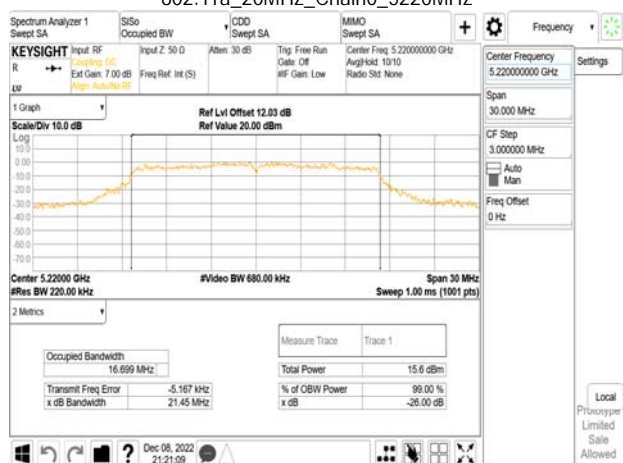 802.11a_20MHz_Chain0_5220MHz
Spectrum Analyzer 1
Swept SA
SISo
Occupied BW
CDD
Swept SA
MIMO
Swept SA
Frequency
KEYSIGHT
R
Input: RF
Coupling: DC
Ext Gain: 7.00 dB
Align: Auto/No RF
Input Z: 50 Ω
Freq Ref: Int (S)
Atten: 30 dB
Trig: Free Run
Gate: Off
#IF Gain: Low
Center Freq: 5.220000000 GHz
Avg|Hold: 10/10
Radio Std: None
Center Frequency
5.220000000 GHz
Settings
Span
30.000 MHz
CF Step
3.000000 MHz
Auto
Man
Freq Offset
0 Hz
1 Graph
Scale/Div 10.0 dB
Ref Lvl Offset 12.03 dB
Ref Value 20.00 dBm
Log
10.0
0.00
-10.0
-20.0
-30.0
-40.0
-50.0
-60.0
-70.0
Center 5.22000 GHz
#Res BW 220.00 kHz
#Video BW 680.00 kHz
Span 30 MHz
Sweep 1.00 ms (1001 pts)
2 Metrics
Measure Trace
Trace 1
Occupied Bandwidth
16.699 MHz
Total Power
15.6 dBm
Transmit Freq Error
-5.167 kHz
% of OBW Power
99.00 %
x dB Bandwidth
21.45 MHz
x dB
-26.00 dB
Local
Prototype
Limited
Sale
Allowed
Dec 08, 2022
21:21:09